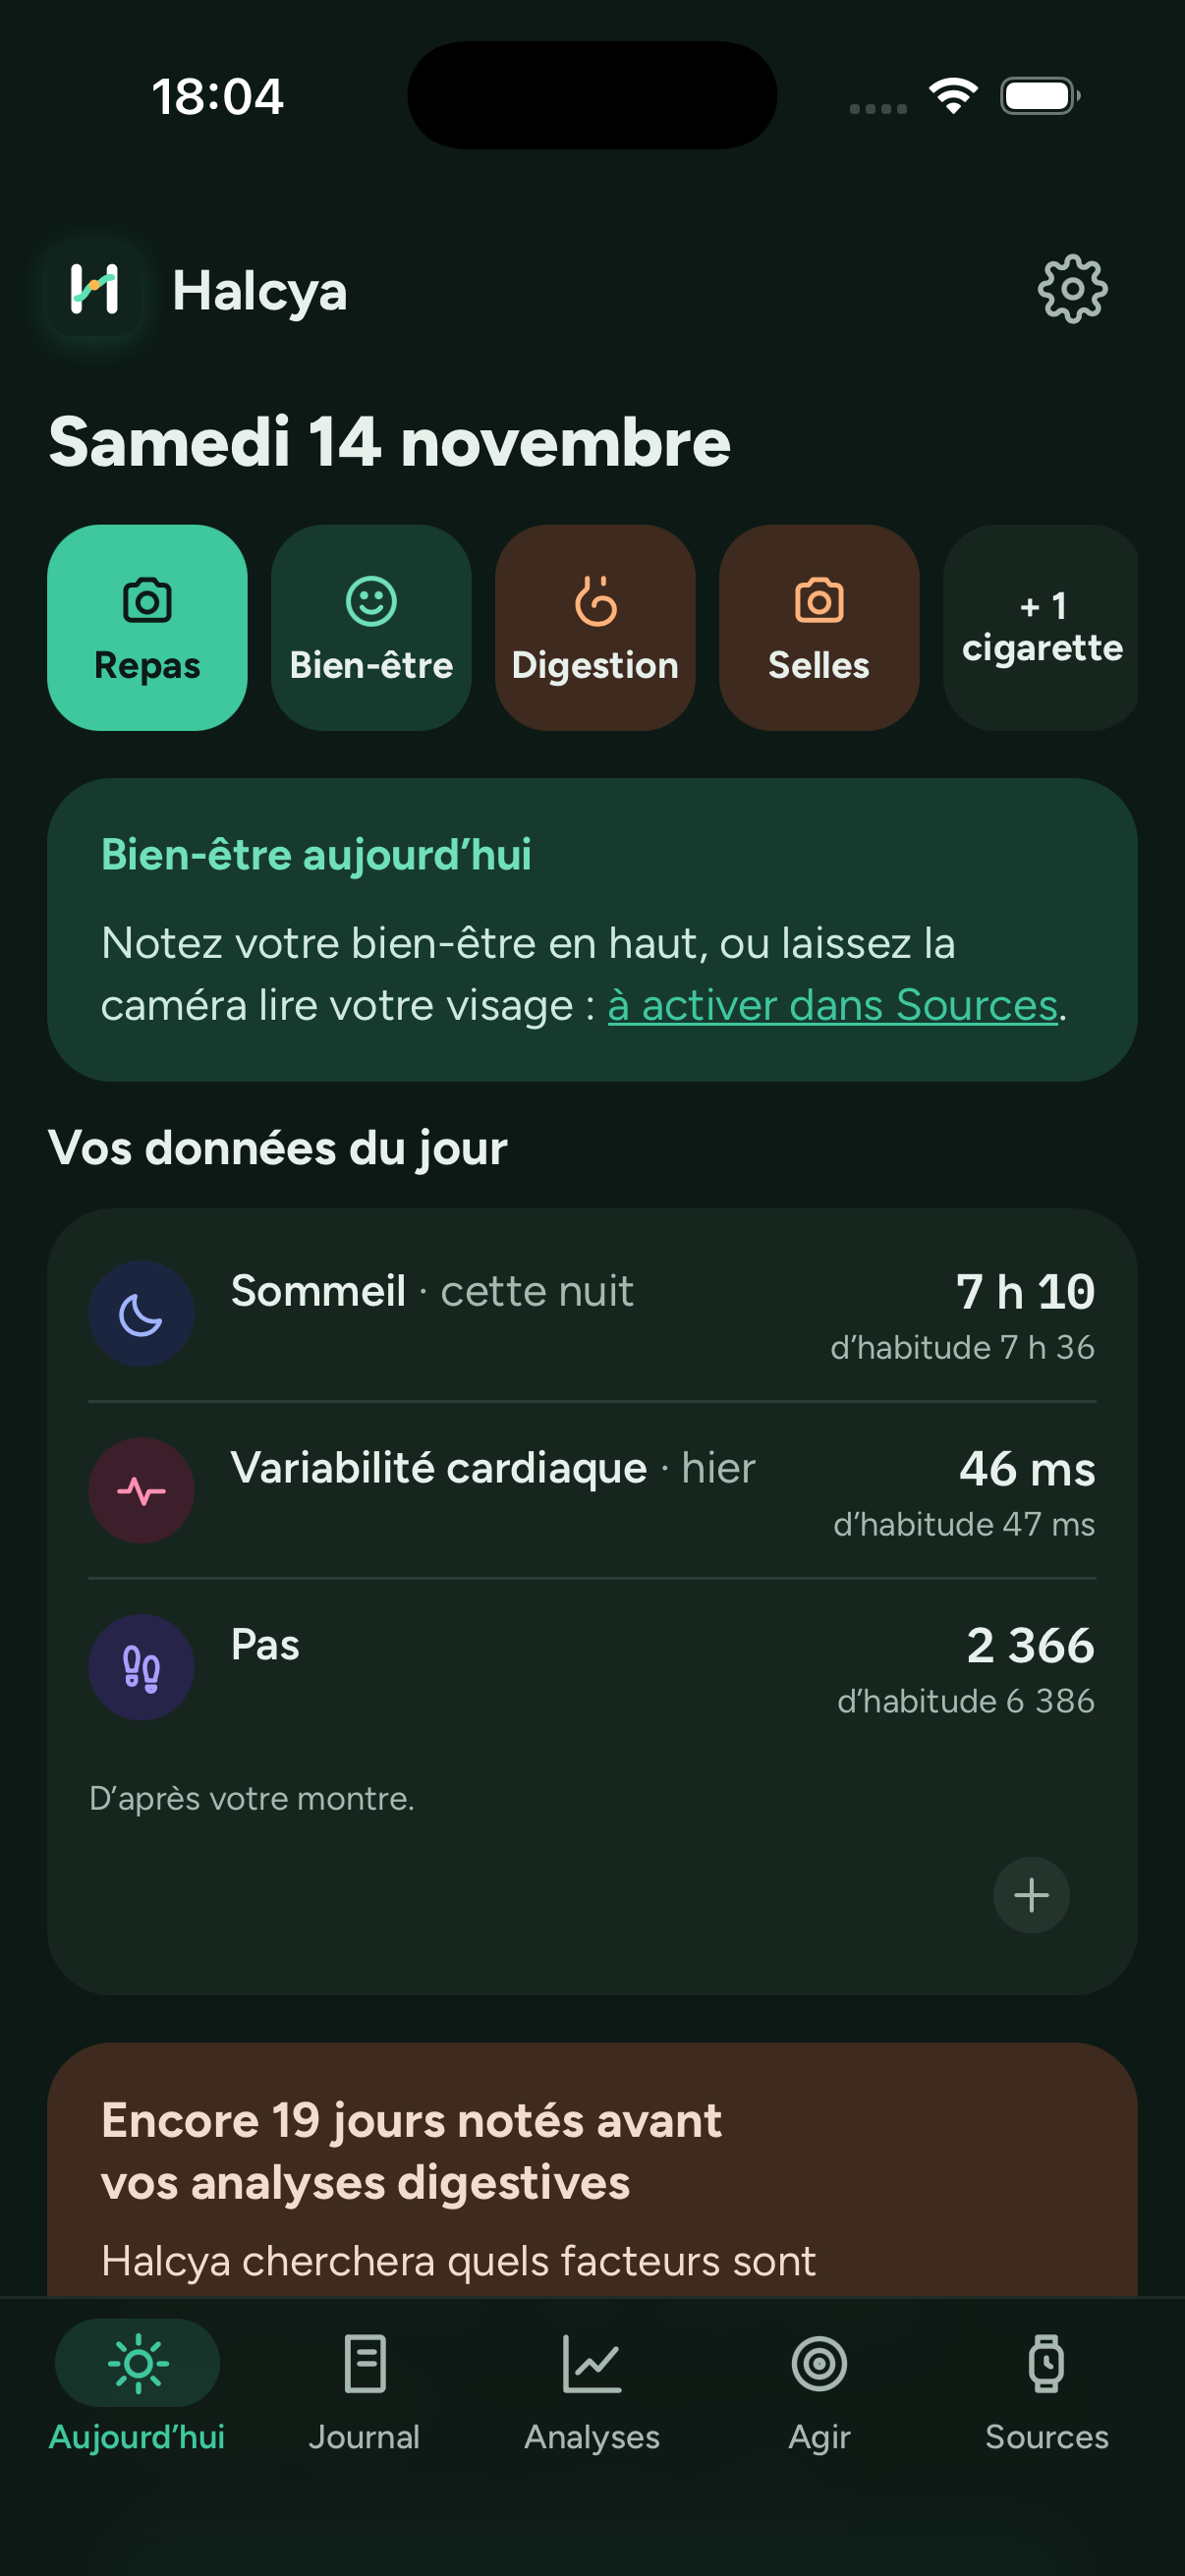 18:04
Halcya
Samedi 14 novembre
Repas
Bien-être
Digestion
Selles
+ 1
cigarette
Bien-être aujourd’hui
Notez votre bien-être en haut, ou laissez la
caméra lire votre visage : à activer dans Sources.
Vos données du jour
Sommeil · cette nuit
7 h 10
d’habitude 7 h 36
Variabilité cardiaque · hier
46 ms
d’habitude 47 ms
Pas
2 366
d’habitude 6 386
D’après votre montre.
Encore 19 jours notés avant
vos analyses digestives
Halcya cherchera quels facteurs sont
Aujourd’hui
Journal
Analyses
Agir
Sources